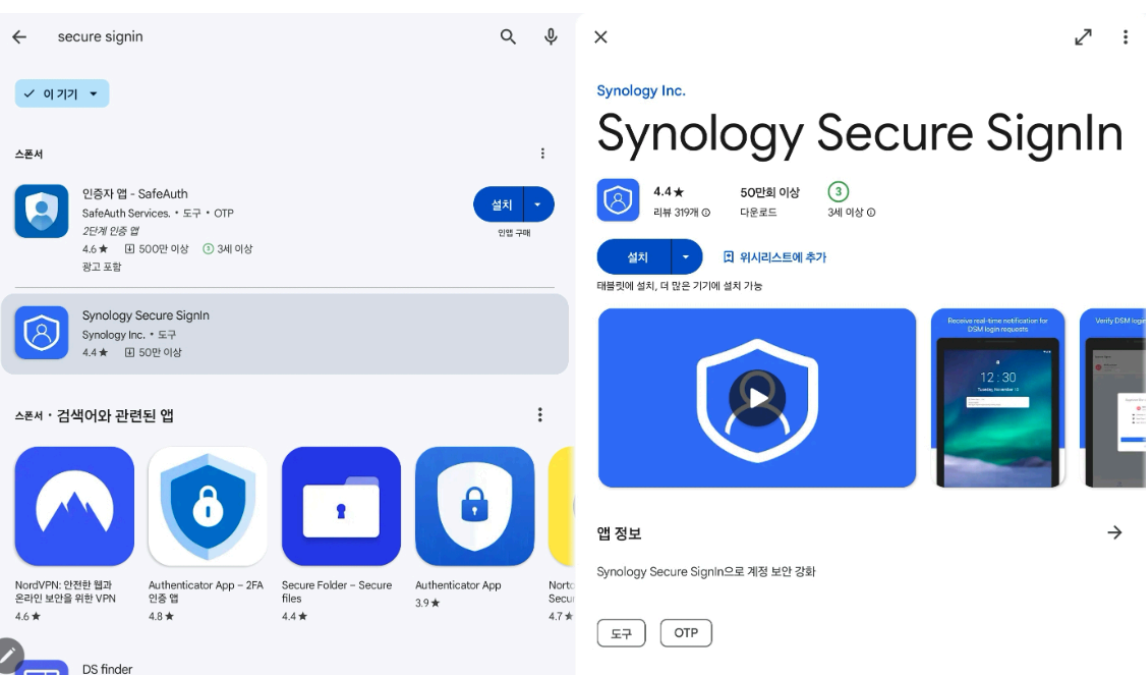 secure signin
이 기기
스폰서
인증자 앱 - SafeAuth
SafeAuth Services. • 도구 • OTP
2단계 인증 앱
4.6★ 500만 이상 3 3세 이상
광고 포함
설치
인앱 구매
Synology Secure SignIn
Synology Inc. • 도구
4.4★ 50만 이상
스폰서 • 검색어와 관련된 앱
NordVPN: 안전한 웹과
온라인 보안을 위한 VPN
4.6★
Authenticator App – 2FA
인증 앱
4.8★
Secure Folder – Secure
files
4.4★
Authenticator App
3.9★
Norto
Secu
4.7★
DS finder
Synology Inc.
Synology Secure SignIn
4.4★
리뷰 319개
50만회 이상
다운로드
3
3세 이상
설치
위시리스트에 추가
태블릿에 설치, 더 많은 기기에 설치 가능
Receive real-time notification for
DSM login requests
12:30
Verify DSM login
앱 정보
Synology Secure SignIn으로 계정 보안 강화
도구
OTP